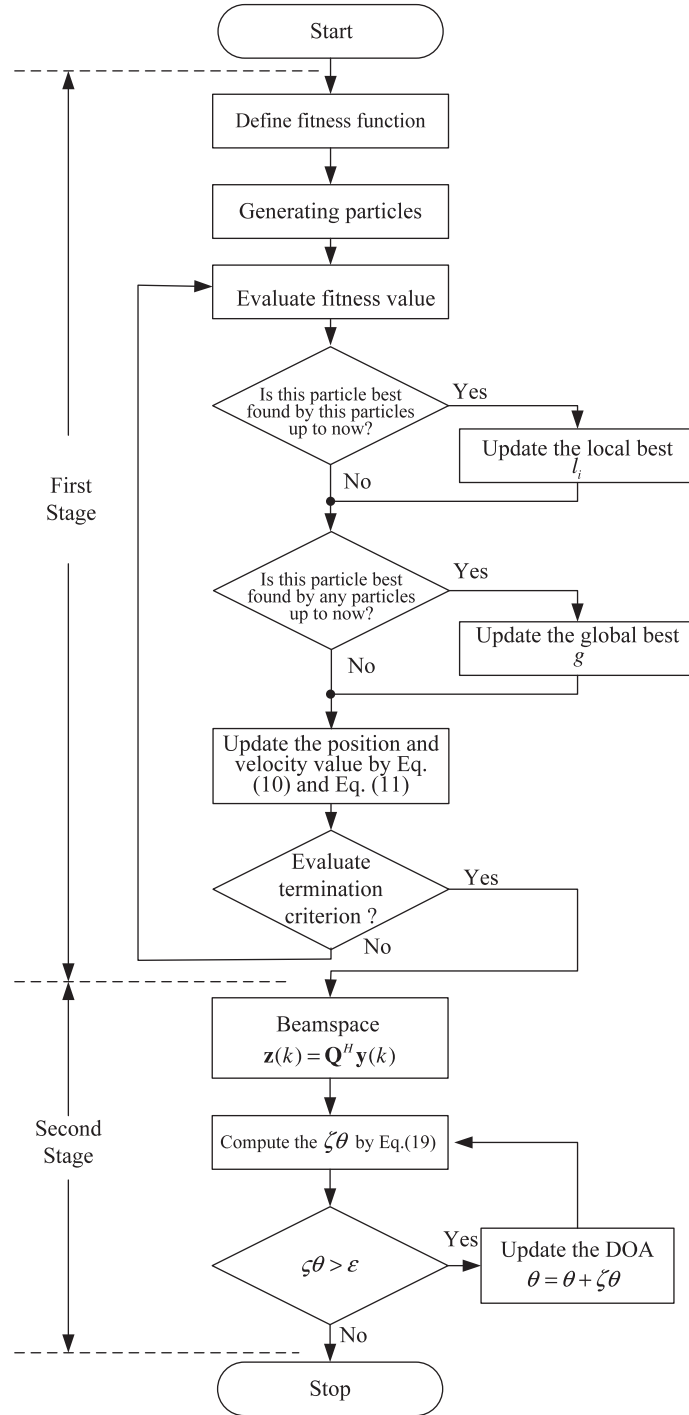 Start
Define fitness function
Generating particles
Evaluate fitness value
Is this particle best
found by this particles
up to now?
Yes
Update the local best
l_i
No
First
Stage
Is this particle best
found by any particles
up to now?
Yes
Update the global best
g
No
Update the position and
velocity value by Eq.
(10) and Eq. (11)
Evaluate
termination
criterion ?
Yes
No
Beamspace
z(k) = Q^H y(k)
Second
Stage
Compute the ζθ by Eq.(19)
ςθ > ε
Yes
Update the DOA
θ = θ + ζθ
No
Stop